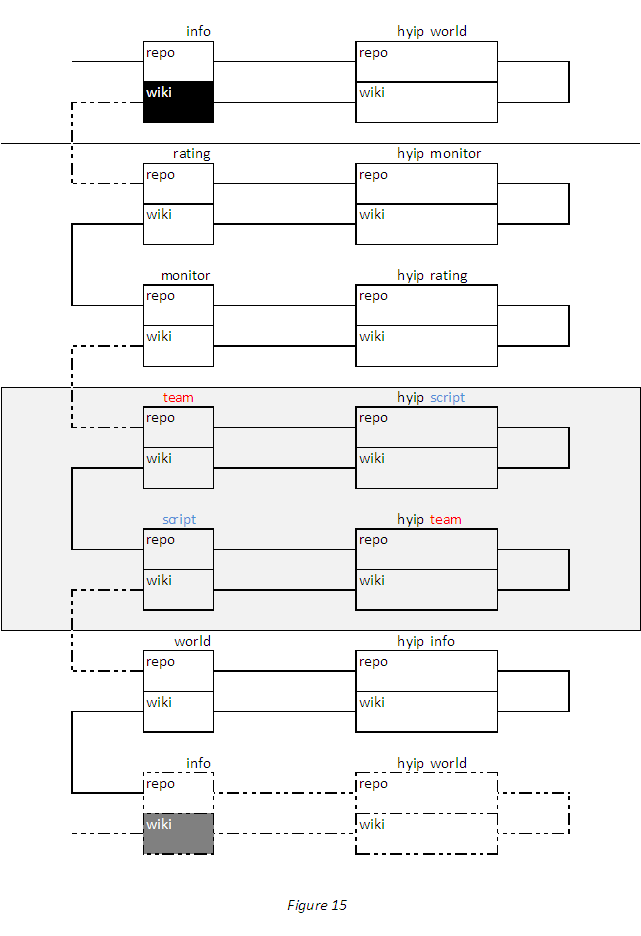 info hyip world
repo repo
wiki wiki
rating hyip monitor
repo repo
wiki wiki
monitor hyip rating
repo repo
wiki wiki
team hyip script
repo repo
wiki wiki
script hyip team
repo repo
wiki wiki
world hyip info
repo repo
wiki wiki
info hyip world
repo repo
wiki wiki
Figure 15